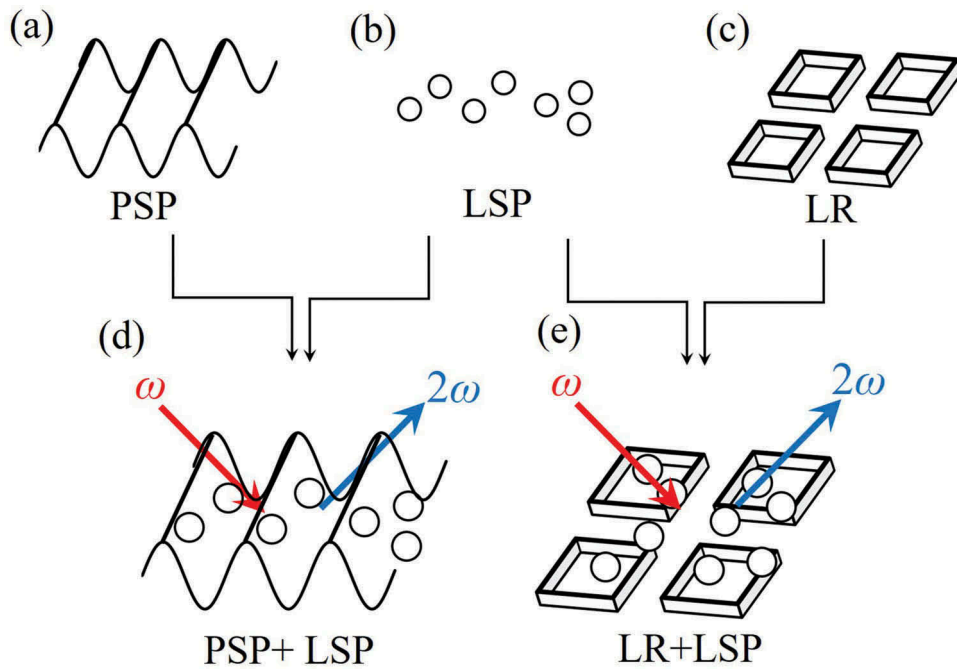 (a)
(b)
(c)
PSP
LSP
LR
(d)
(e)
ω
2ω
ω
2ω
PSP+ LSP
LR+LSP